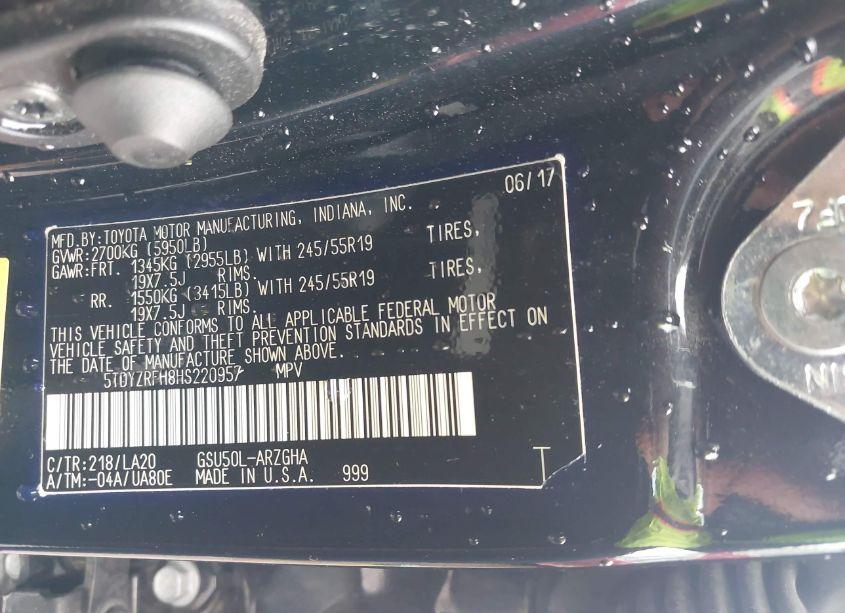 06/17
MFD. BY: TOYOTA MOTOR MANUFACTURING, INDIANA, INC.
GVWR: 2700KG (5950LB)
GAWR: FRT. 1345KG (2955LB) WITH 245/55R19 TIRES,
19X7.5J RIMS.
RR. 1550KG (3415LB) WITH 245/55R19 TIRES,
19X7.5J RIMS.
THIS VEHICLE CONFORMS TO ALL APPLICABLE FEDERAL MOTOR
VEHICLE SAFETY AND THEFT PREVENTION STANDARDS IN EFFECT ON
THE DATE OF MANUFACTURE SHOWN ABOVE.
5TDYZRFH8HS220957 MPV
C/TR:218/LA20 GSU50L-ARZGHA
A/TM:-04A/UA80E MADE IN U.S.A. 999
T